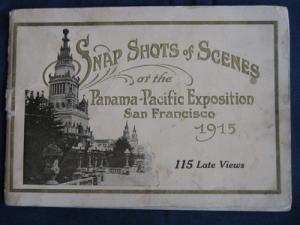 Snap Shots of Scenes
at the
Panama-Pacific Exposition
San Francisco
1915
115 Late Views